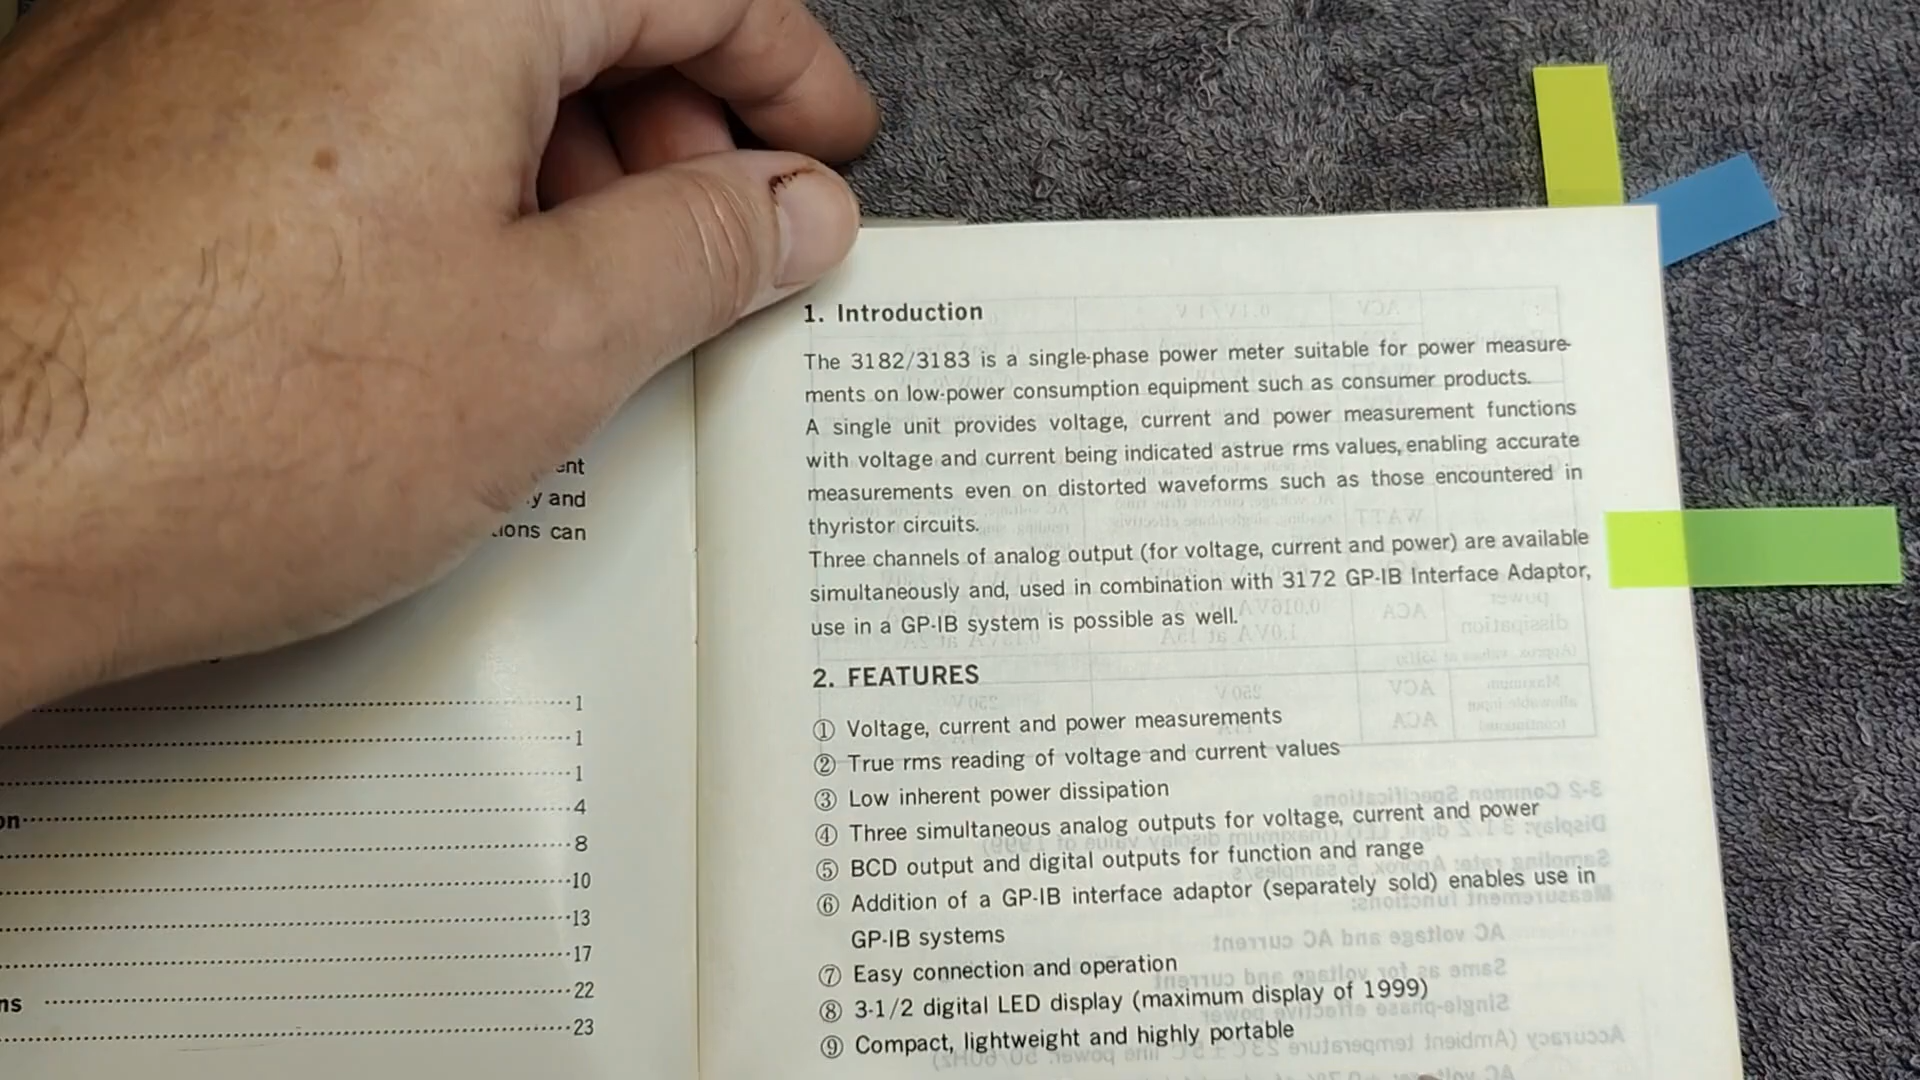 ent
y and
ions can
1
1
1
on 4
8
10
13
17
ns 22
23
1. Introduction
The 3182/3183 is a single-phase power meter suitable for power measure-
ments on low-power consumption equipment such as consumer products.
A single unit provides voltage, current and power measurement functions
with voltage and current being indicated astrue rms values, enabling accurate
measurements even on distorted waveforms such as those encountered in
thyristor circuits.
Three channels of analog output (for voltage, current and power) are available
simultaneously and, used in combination with 3172 GP-IB Interface Adaptor,
use in a GP-IB system is possible as well.
2. FEATURES
① Voltage, current and power measurements
② True rms reading of voltage and current values
③ Low inherent power dissipation
④ Three simultaneous analog outputs for voltage, current and power
⑤ BCD output and digital outputs for function and range
⑥ Addition of a GP-IB interface adaptor (separately sold) enables use in
GP-IB systems
⑦ Easy connection and operation
⑧ 3-1/2 digital LED display (maximum display of 1999)
⑨ Compact, lightweight and highly portable